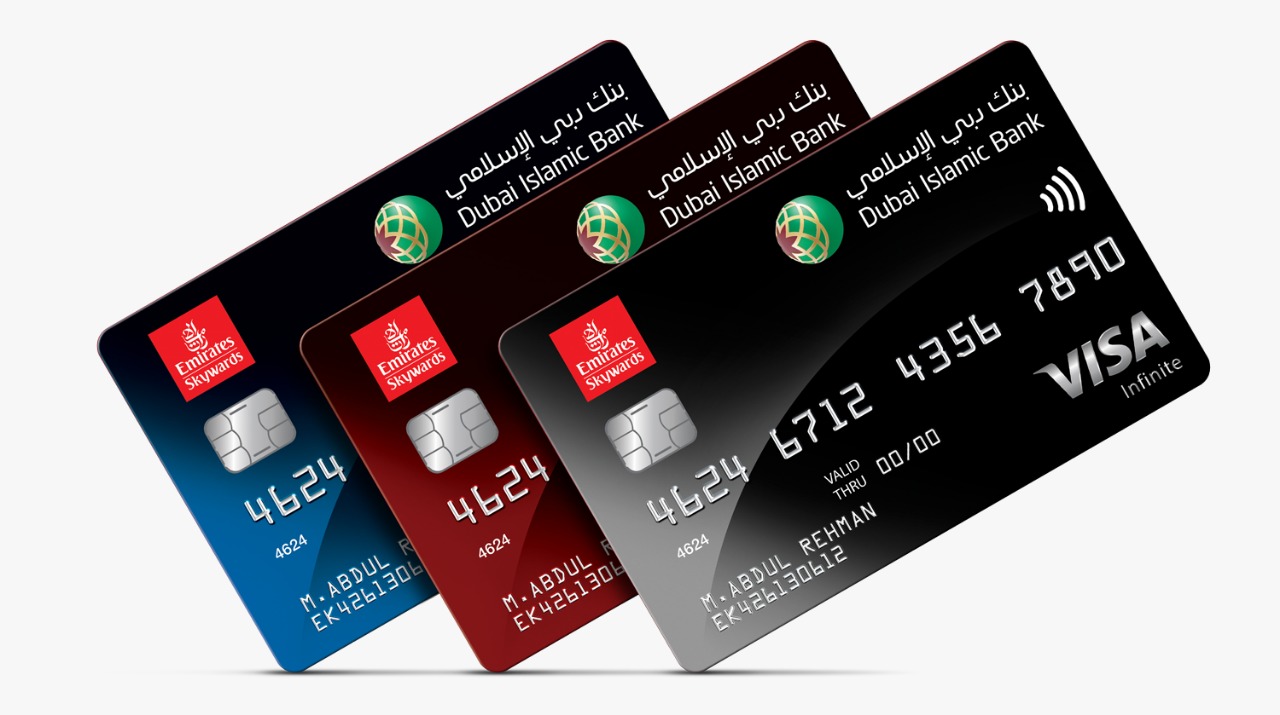 بنك دبي الإسلامي
Dubai Islamic Bank
Emirates
Skywards
4624
4624
M.ABDUL R
EK4261306
بنك دبي الإسلامي
Dubai Islamic Bank
Emirates
Skywards
4624
4624
M.ABDUL R
EK4261306
بنك دبي الإسلامي
Dubai Islamic Bank
Emirates
Skywards
4624 6712 4356 7890
4624
VALID
THRU 00/00
M.ABDUL REHMAN
EK426130612
VISA
Infinite